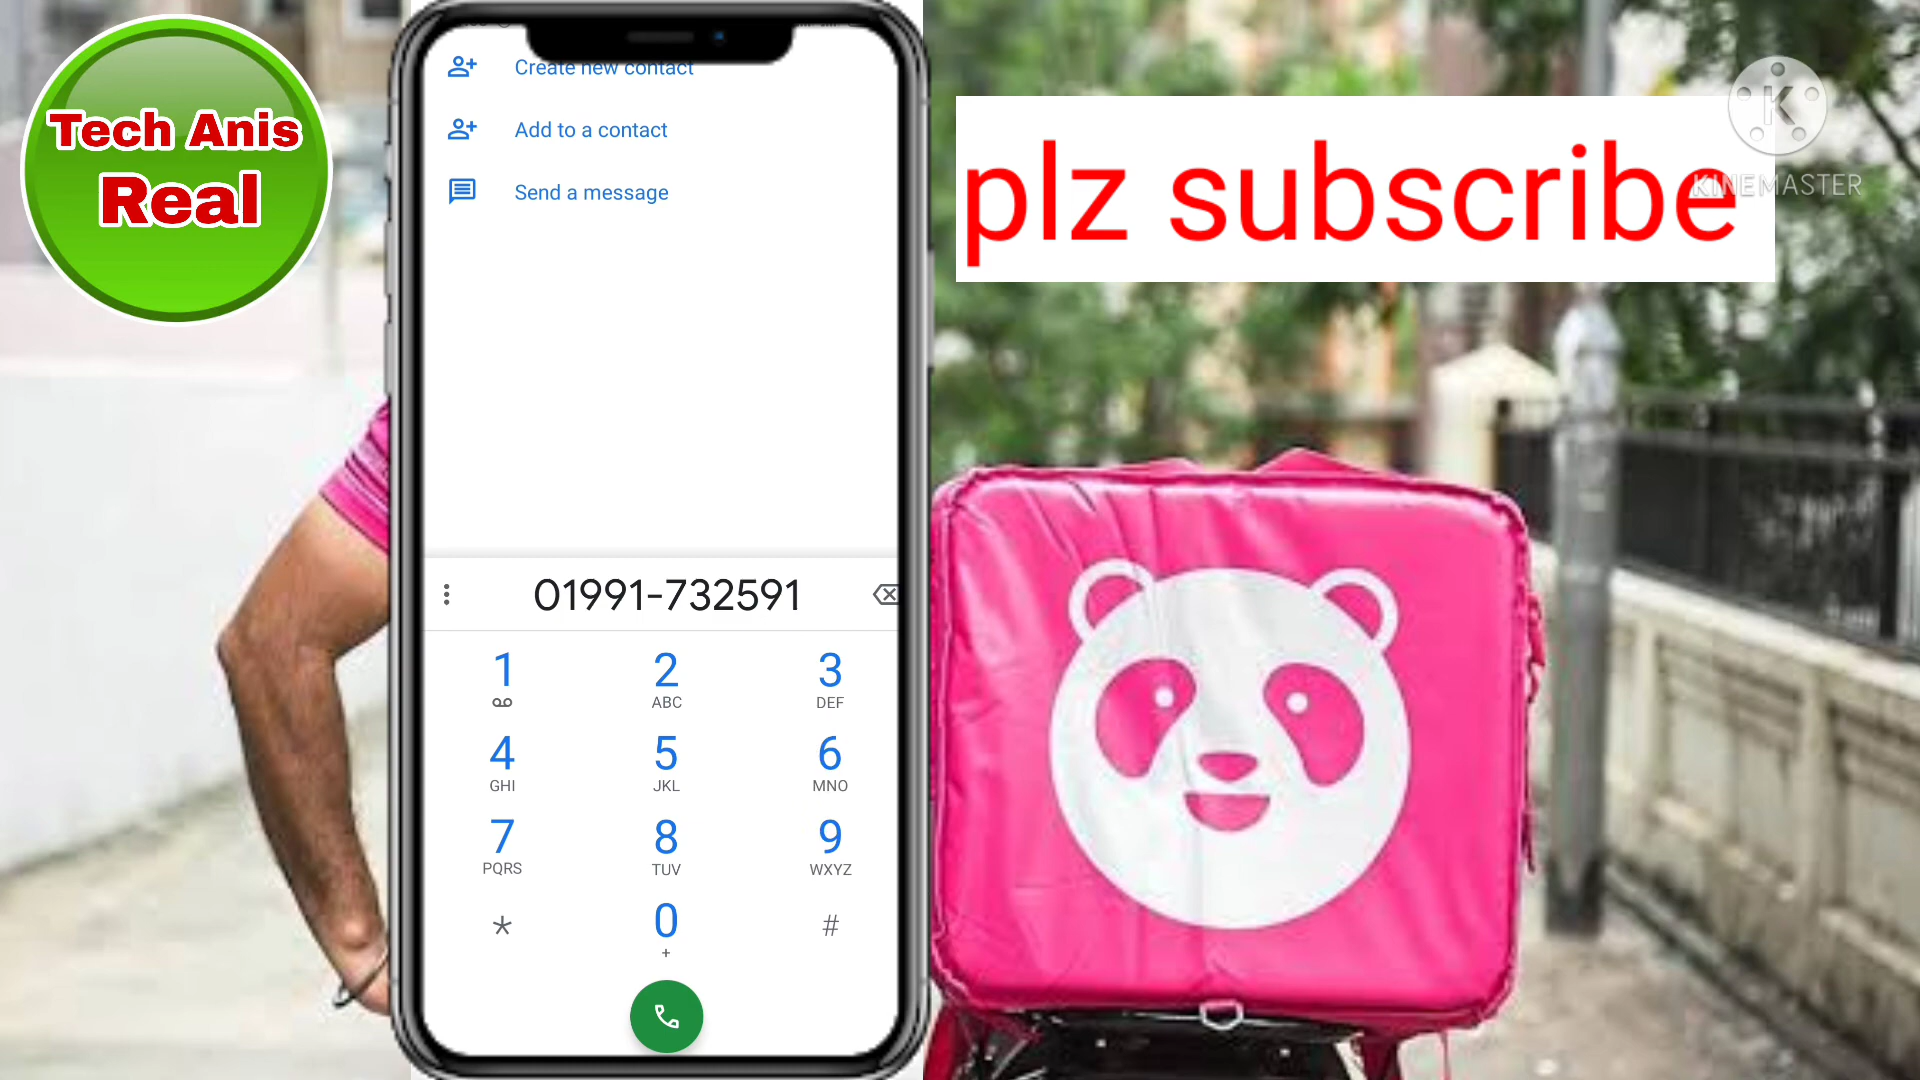 Tech Anis
Real
Create new contact
Add to a contact
Send a message
plz subscribe
KINEMASTER
01991-732591
1
2
ABC
3
DEF
4
GHI
5
JKL
6
MNO
7
PQRS
8
TUV
9
WXYZ
*
0
+
#